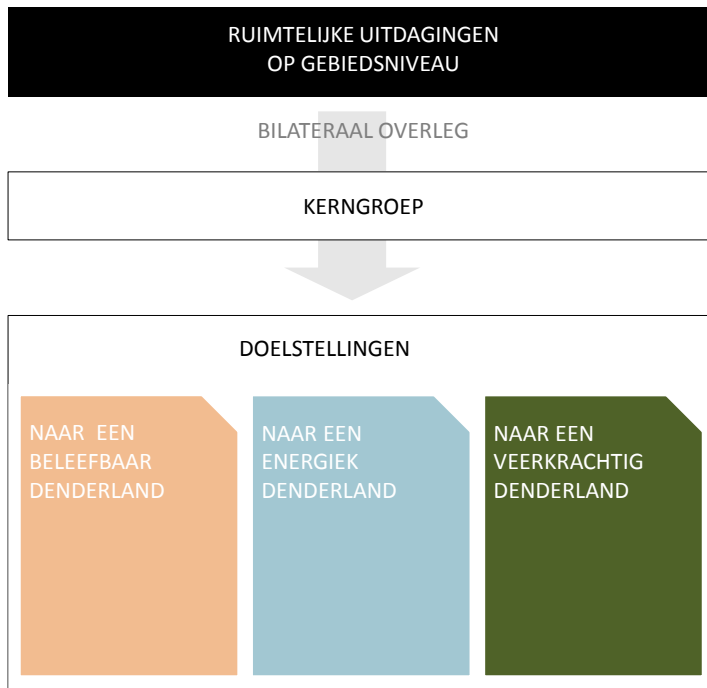 RUIMTELIJKE UITDAGINGEN
OP GEBIEDSNIVEAU
BILATERAAL OVERLEG
KERNGROEP
DOELSTELLINGEN
NAAR EEN
BELEEFBAAR
DENDERLAND
NAAR EEN
ENERGIEK
DENDERLAND
NAAR EEN
VEERKRACHTIG
DENDERLAND